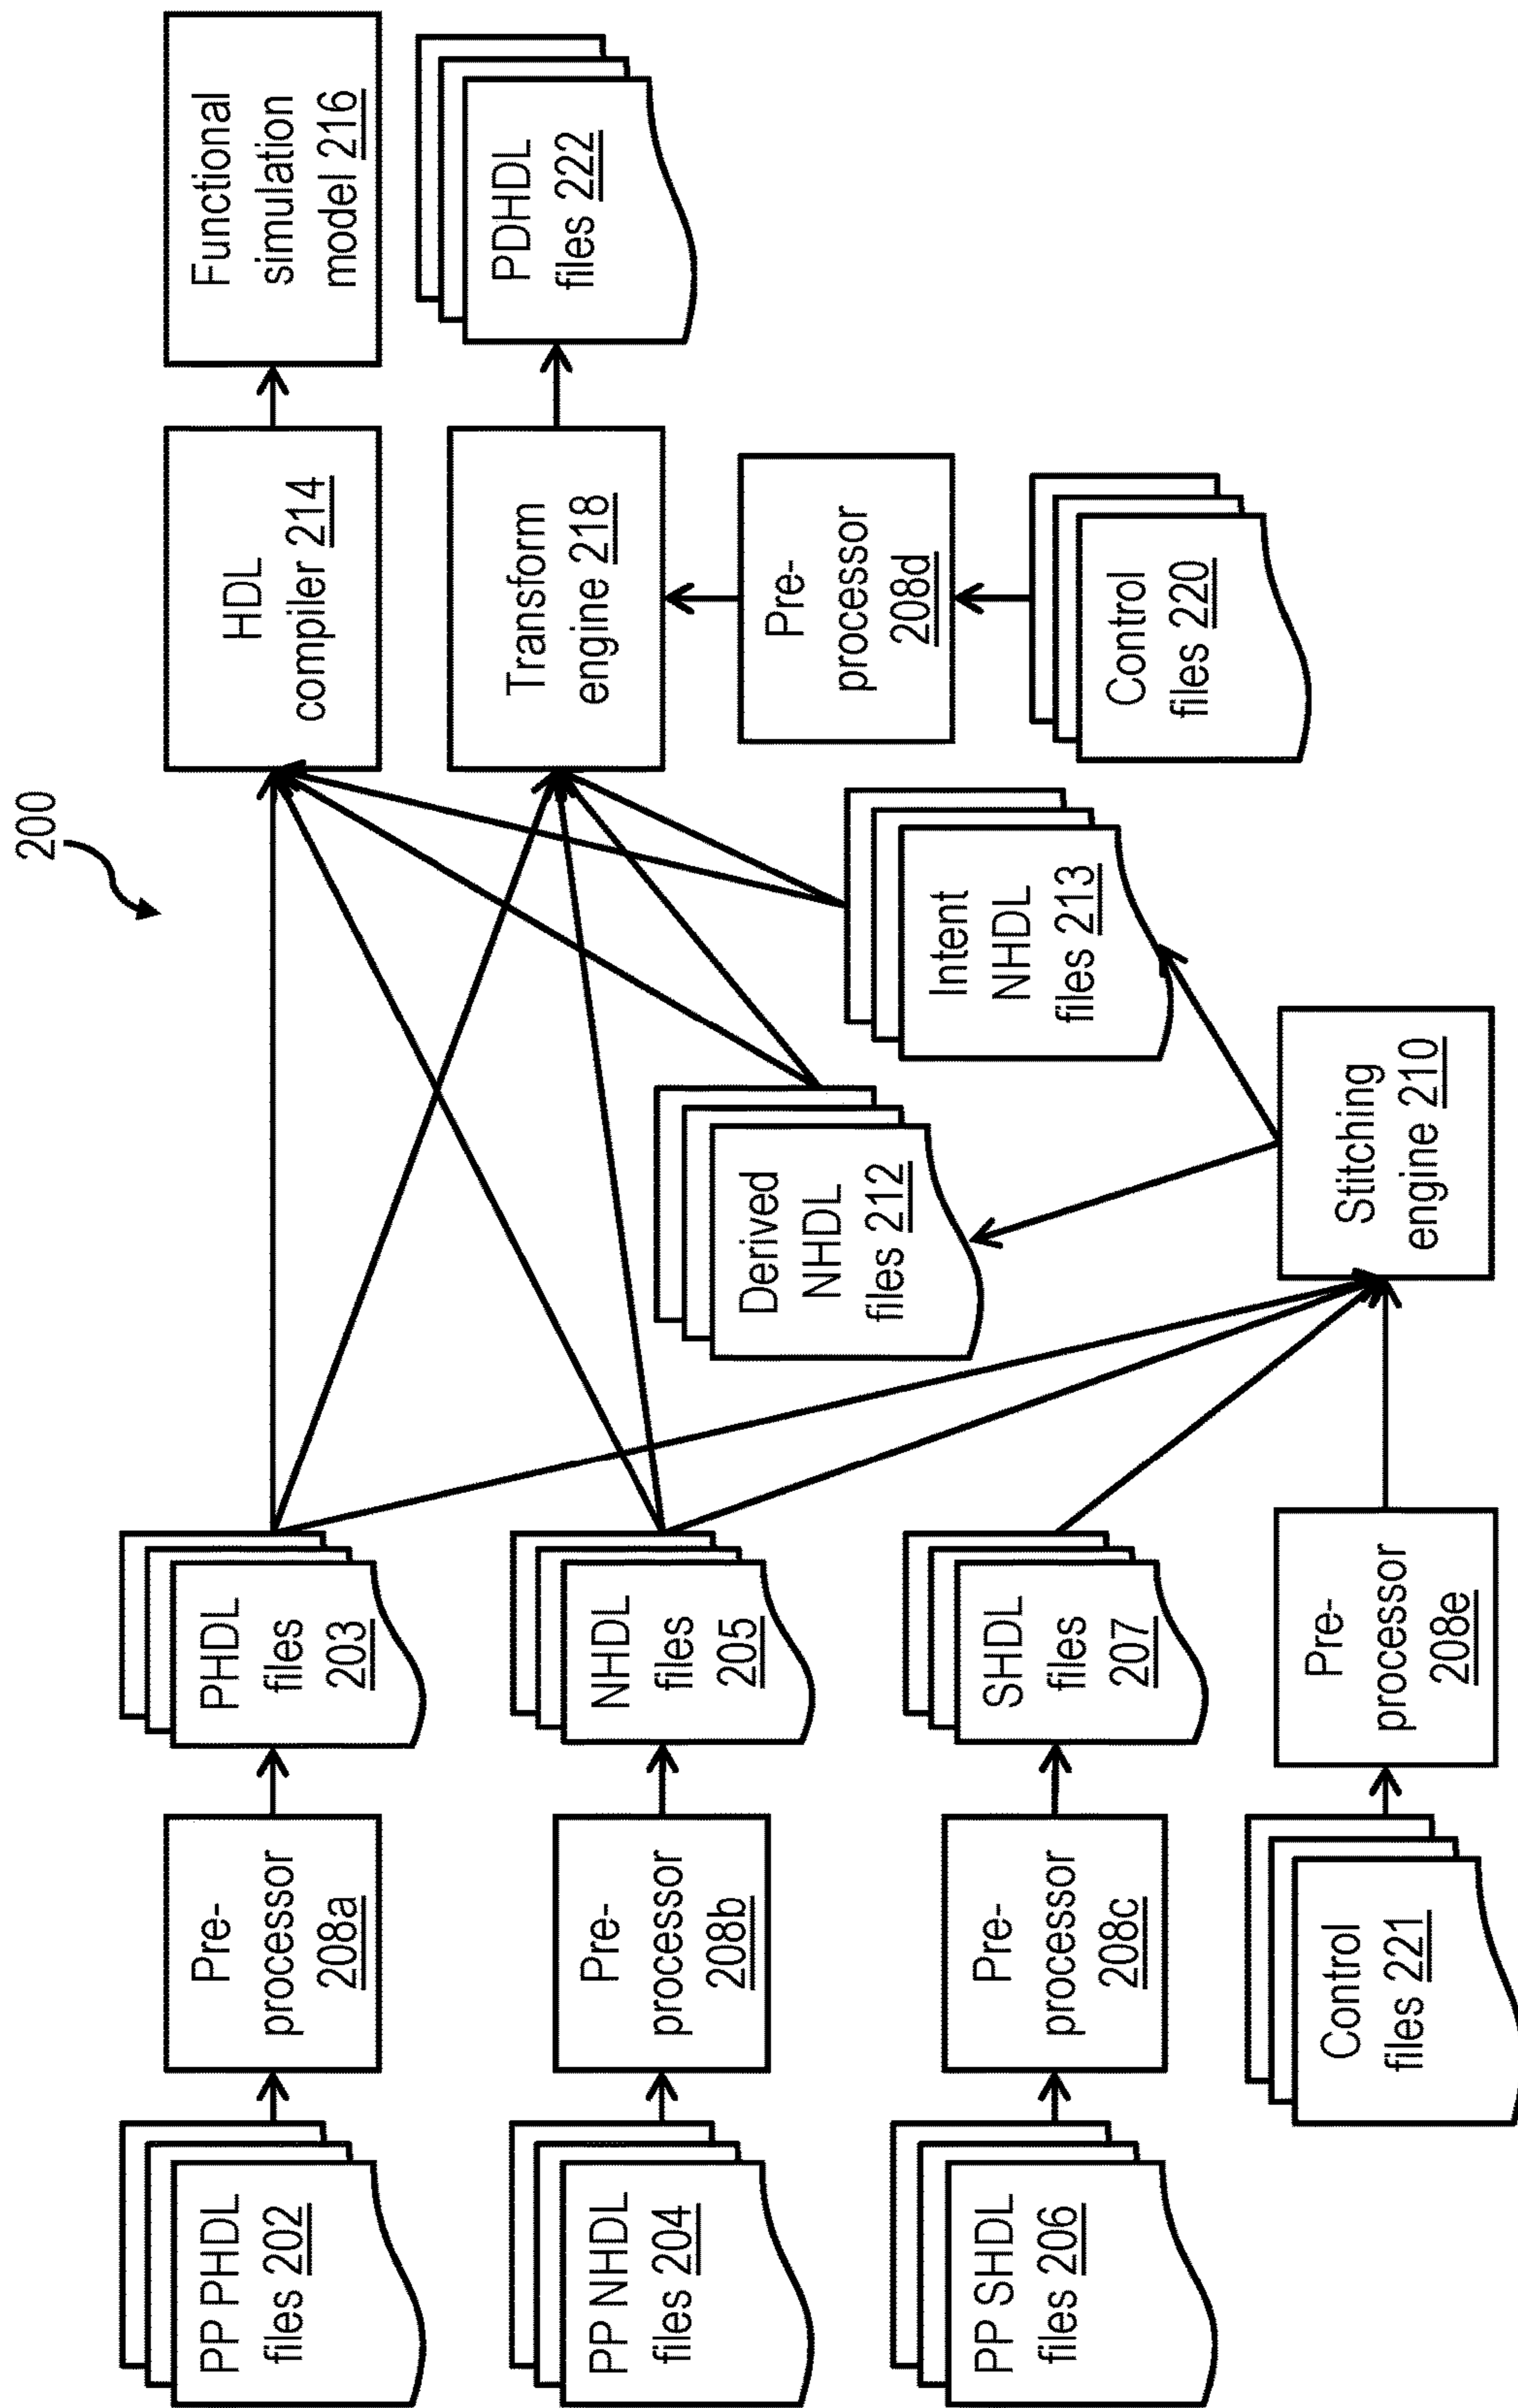 200
PP PHDL
files 202
Pre-
processor
208a
PHDL
files
203
HDL
compiler 214
Functional
simulation
model 216
PP NHDL
files 204
Pre-
processor
208b
NHDL
files
205
Derived
NHDL
files 212
Intent
NHDL
files 213
Transform
engine 218
PDHDL
files 222
PP SHDL
files 206
Pre-
processor
208c
SHDL
files
207
Pre-
processor
208d
Control
files 220
Control
files 221
Pre-
processor
208e
Stitching
engine 210